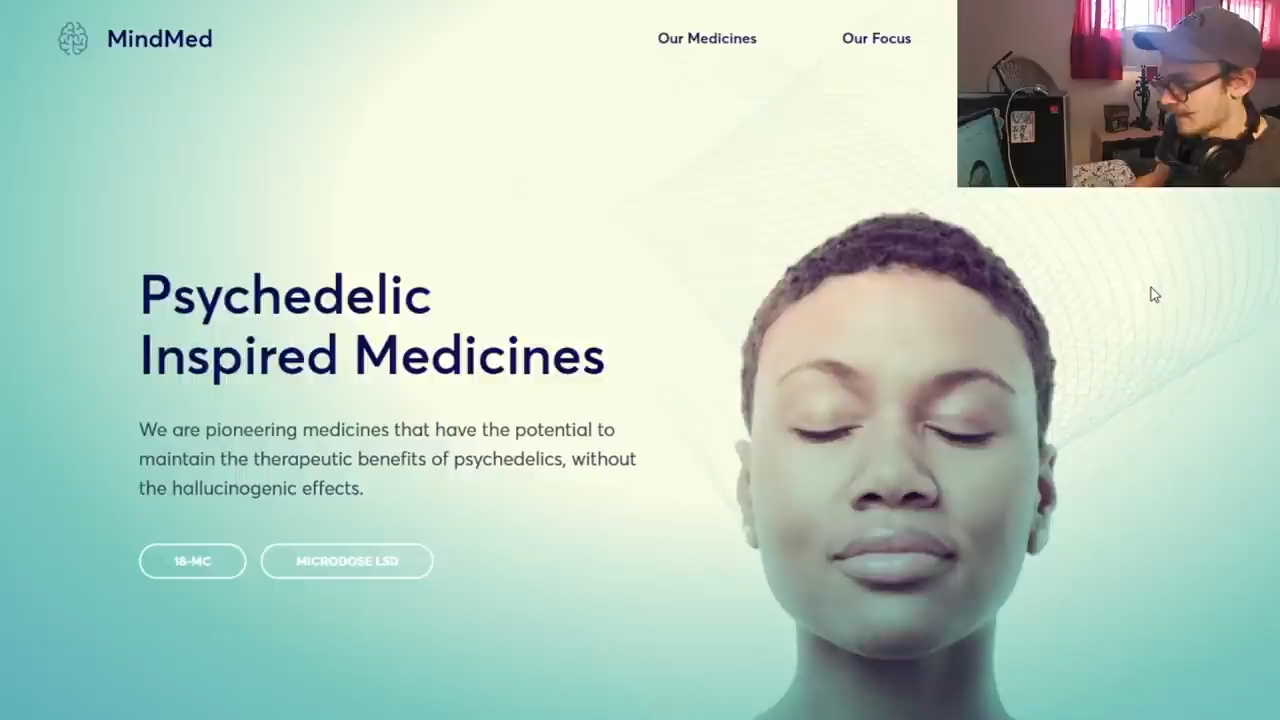 MindMed
Our Medicines
Our Focus
Psychedelic
Inspired Medicines
We are pioneering medicines that have the potential to
maintain the therapeutic benefits of psychedelics, without
the hallucinogenic effects.
18-MC
MICRODOSE LSD